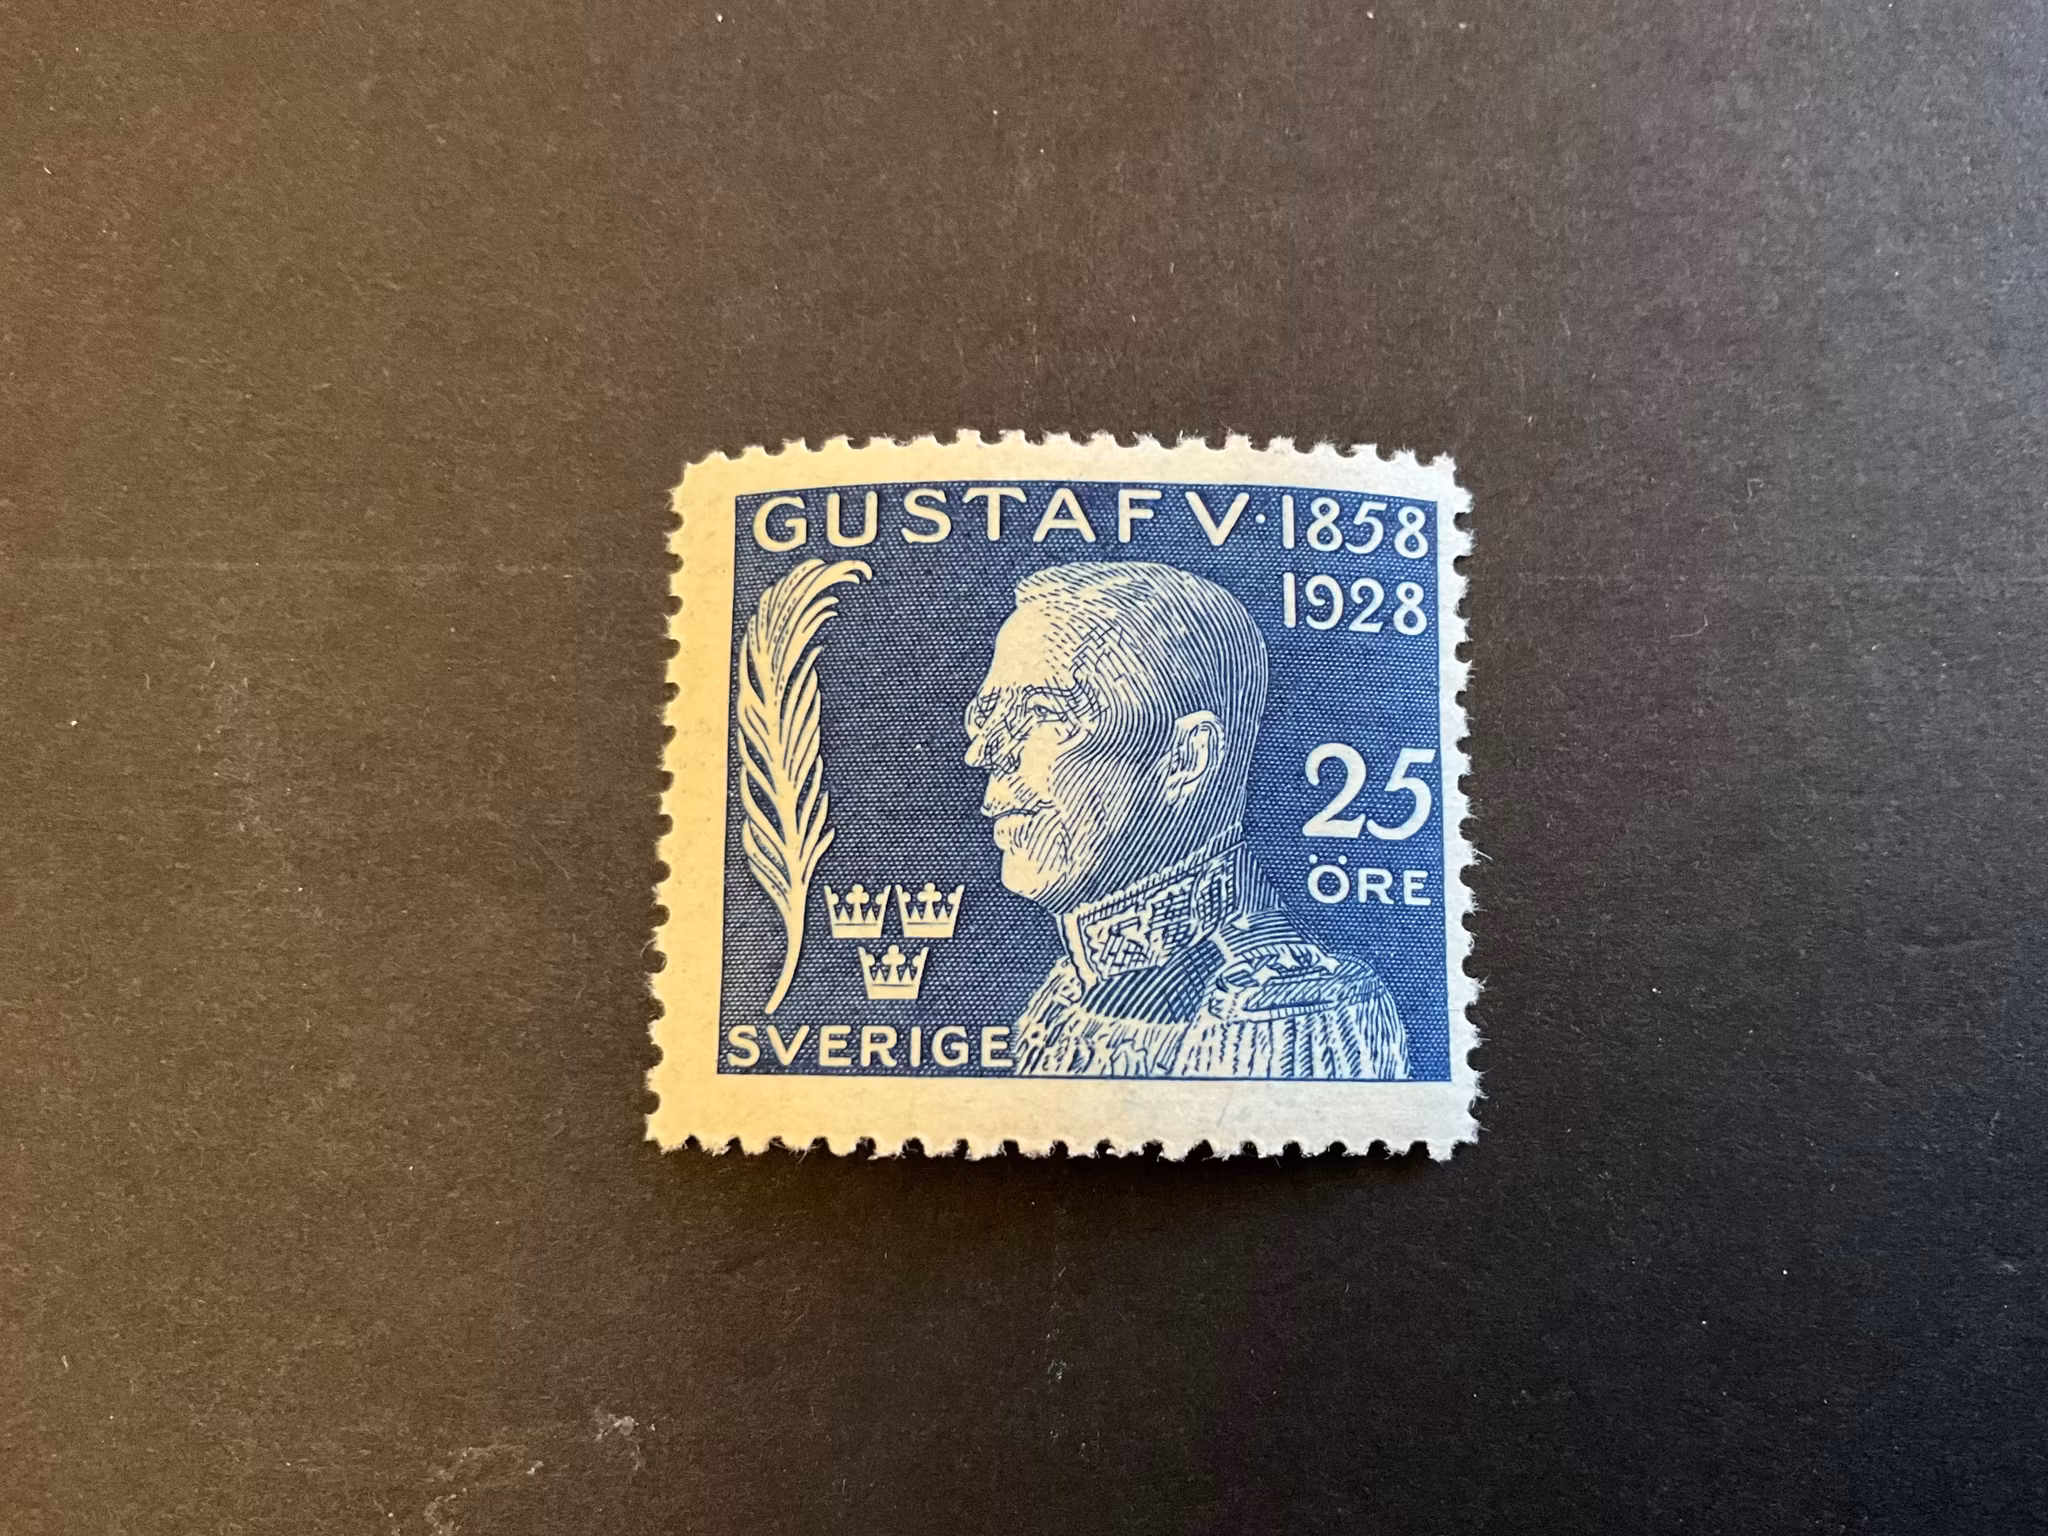 GUSTAF V · 1858
1928
25
ÖRE
SVERIGE